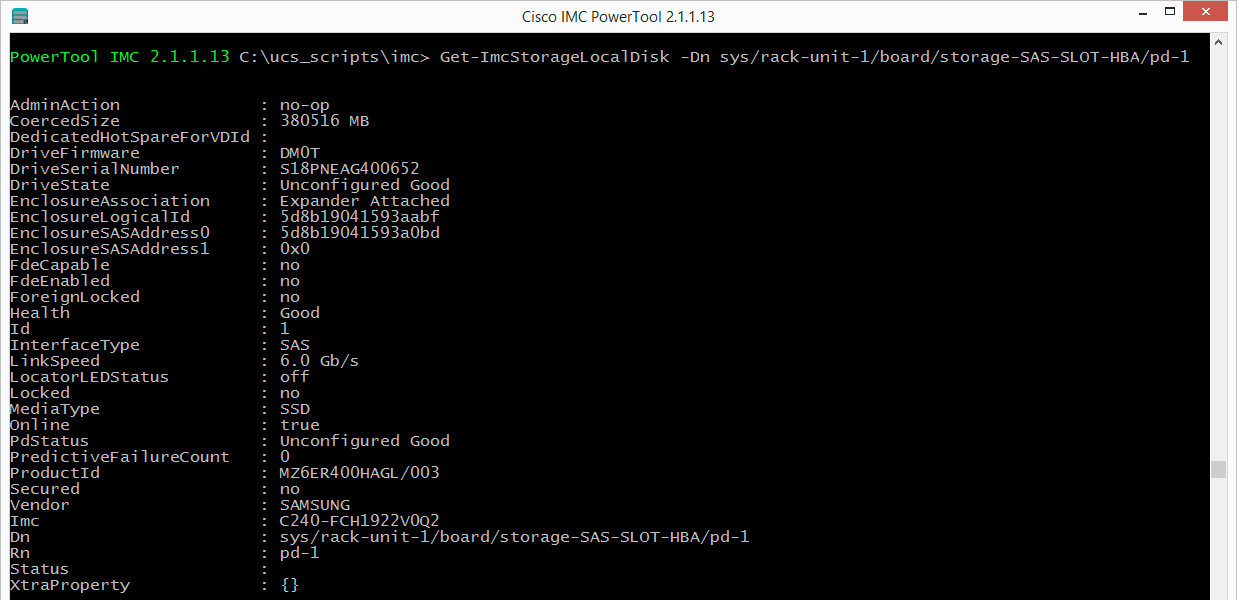 Cisco IMC PowerTool 2.1.1.13
PowerTool IMC 2.1.1.13 C:\ucs_scripts\imc> Get-ImcStorageLocalDisk -Dn sys/rack-unit-1/board/storage-SAS-SLOT-HBA/pd-1
AdminAction : no-op
CoercedSize : 380516 MB
DedicatedHotSpareForVDId :
DriveFirmware : DM0T
DriveSerialNumber : S18PNEAG400652
DriveState : Unconfigured Good
EnclosureAssociation : Expander Attached
EnclosureLogicalId : 5d8b19041593aabf
EnclosureSASAddress0 : 5d8b19041593a0bd
EnclosureSASAddress1 : 0x0
FdeCapable : no
FdeEnabled : no
ForeignLocked : no
Health : Good
Id : 1
InterfaceType : SAS
LinkSpeed : 6.0 Gb/s
LocatorLEDStatus : off
Locked : no
MediaType : SSD
Online : true
PdStatus : Unconfigured Good
PredictiveFailureCount : 0
ProductId : MZ6ER400HAGL/003
Secured : no
Vendor : SAMSUNG
Imc : C240-FCH1922V0Q2
Dn : sys/rack-unit-1/board/storage-SAS-SLOT-HBA/pd-1
Rn : pd-1
Status :
XtraProperty : {}